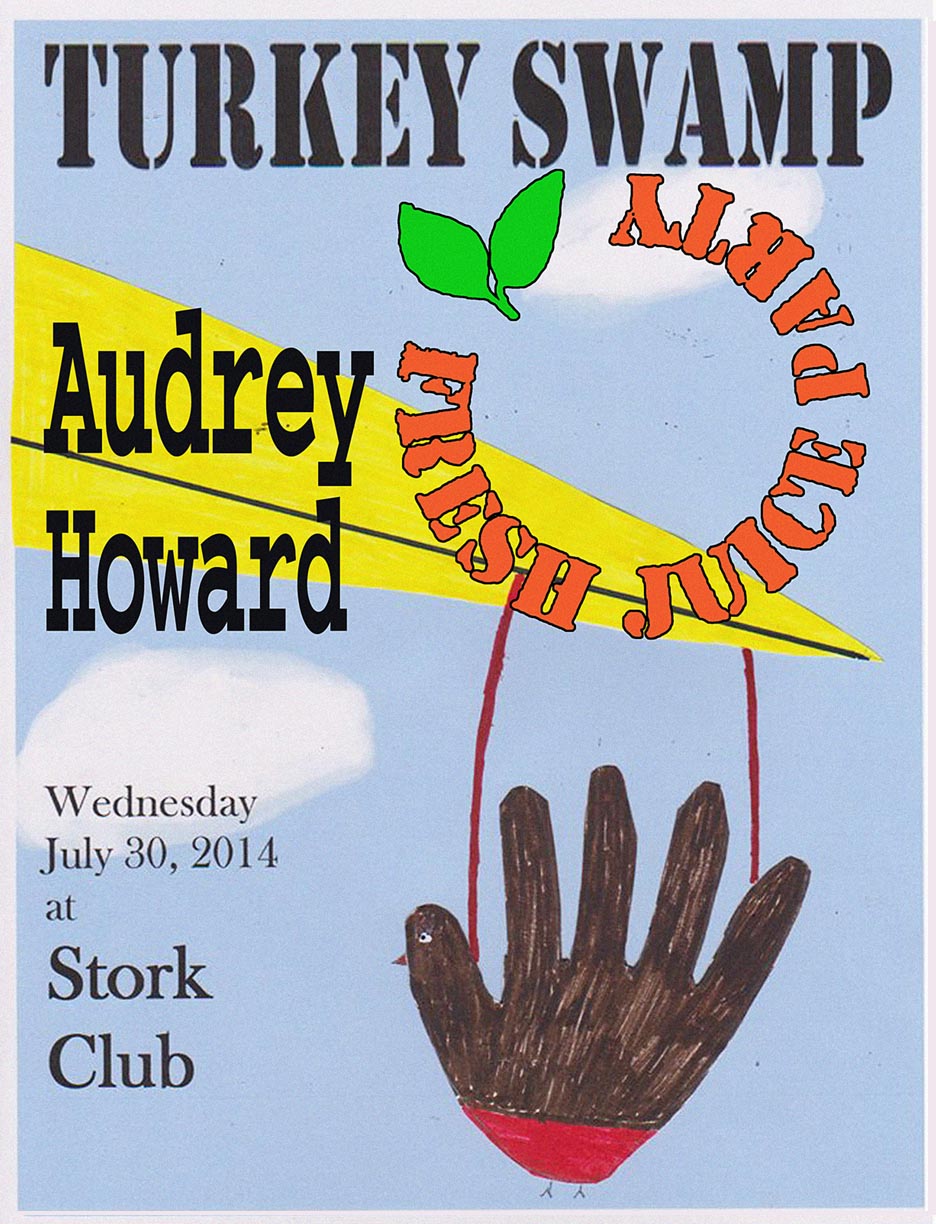 TURKEY SWAMP
FRESH JUICE PARTY
Audrey
Howard
Wednesday
July 30, 2014
at
Stork
Club